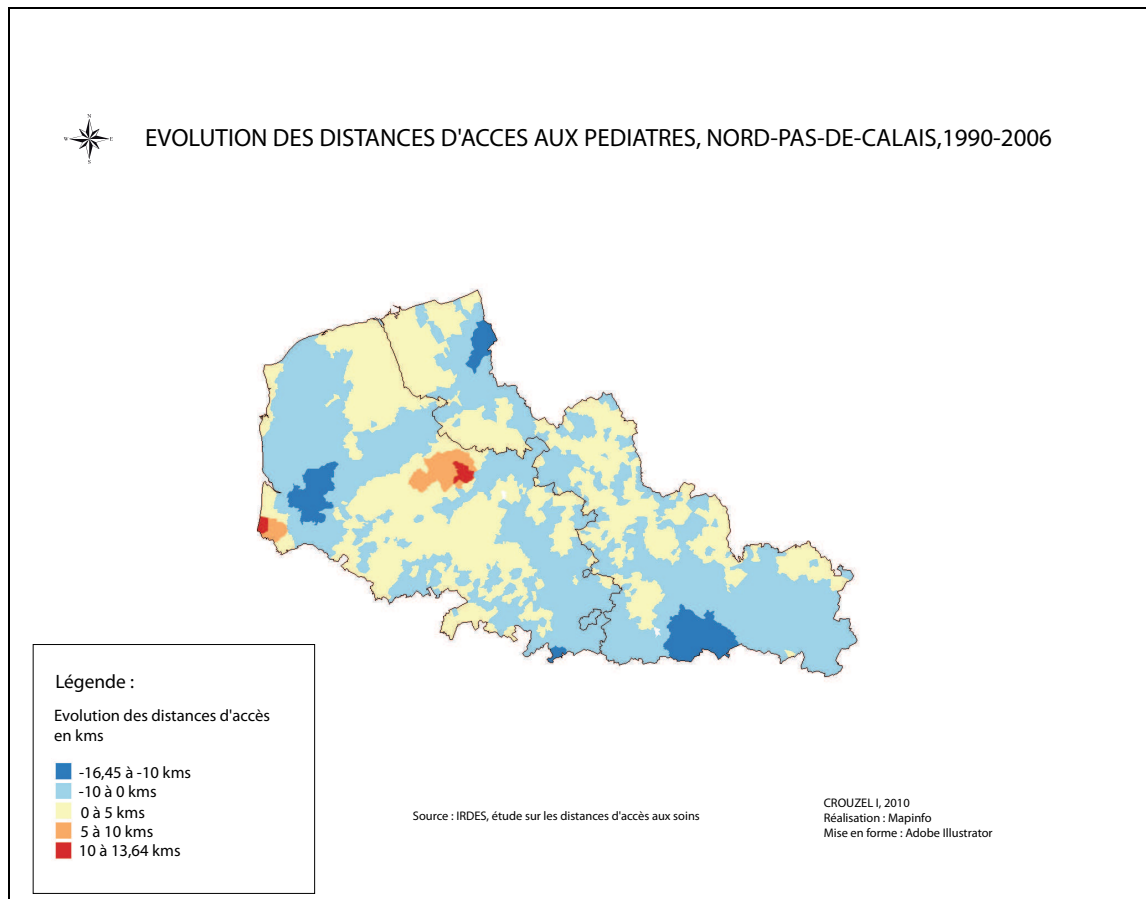 N
W E
S
EVOLUTION DES DISTANCES D'ACCES AUX PEDIATRES, NORD-PAS-DE-CALAIS,1990-2006
Légende :
Evolution des distances d'accès
en kms
-16,45 à -10 kms
-10 à 0 kms
0 à 5 kms
5 à 10 kms
10 à 13,64 kms
Source : IRDES, étude sur les distances d'accès aux soins
CROUZEL I, 2010
Réalisation : Mapinfo
Mise en forme : Adobe Illustrator